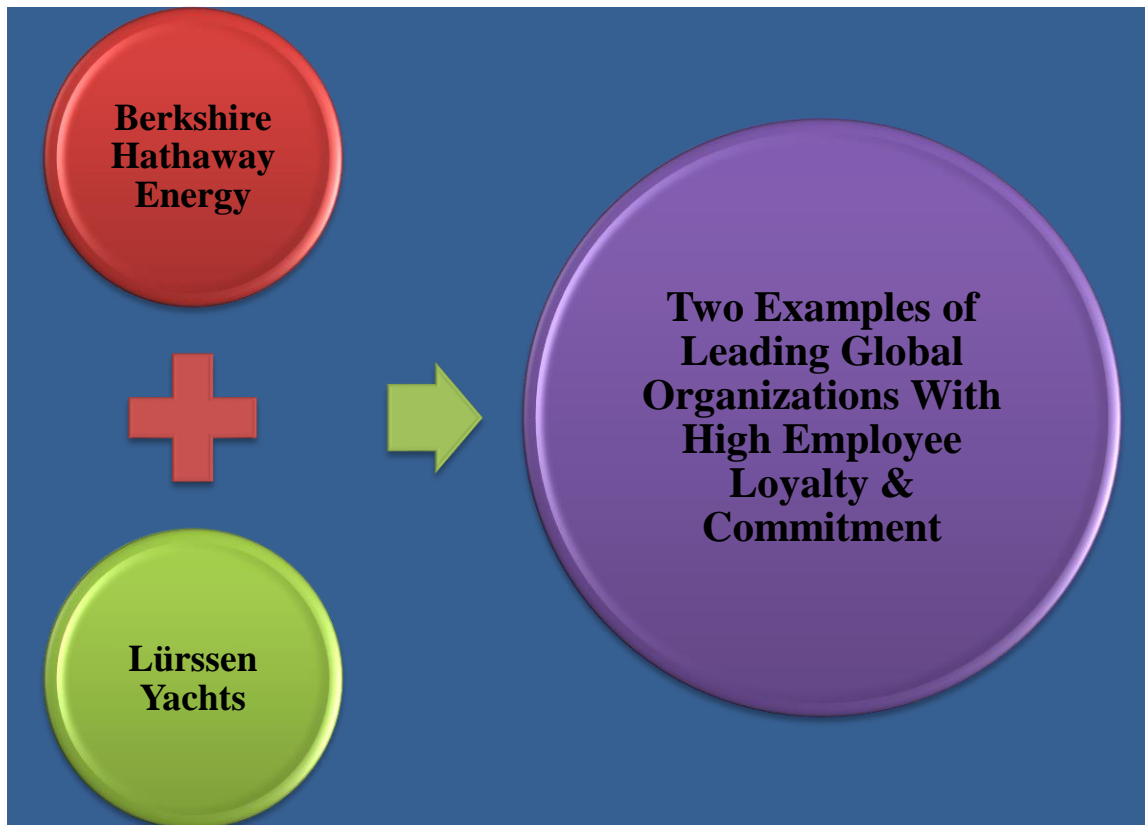 Berkshire
Hathaway
Energy
Lürssen
Yachts
Two Examples of
Leading Global
Organizations With
High Employee
Loyalty &
Commitment